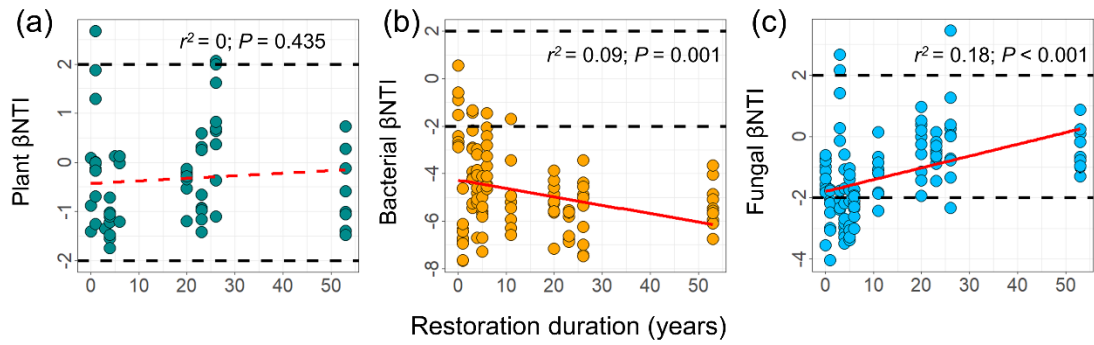 (a)
r² = 0; P = 0.435
Plant βNTI
2
1
0
-1
-2
0 10 20 30 40 50
(b)
r² = 0.09; P = 0.001
Bacterial βNTI
2
0
-2
-4
-6
-8
0 10 20 30 40 50
(c)
r² = 0.18; P < 0.001
Fungal βNTI
2
0
-2
-4
0 10 20 30 40 50
Restoration duration (years)